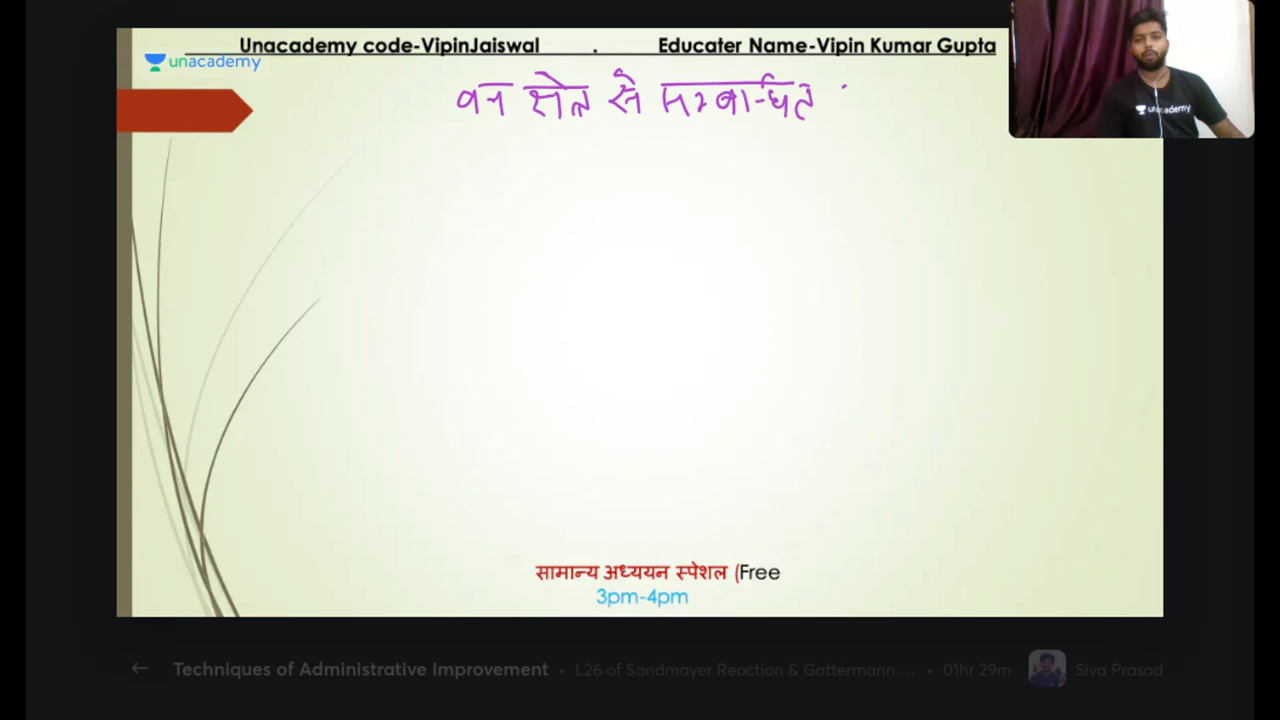 Unacademy code-VipinJaiswal . Educater Name-Vipin Kumar Gupta
unacademy
वन क्षेत्र से सम्बन्धित
unacademy
सामान्य अध्ययन स्पेशल (Free
3pm-4pm
← Techniques of Administrative Improvement • L26 of Sandmayer Reaction & Gattermann ... • 01hr 29m Siva Prasad